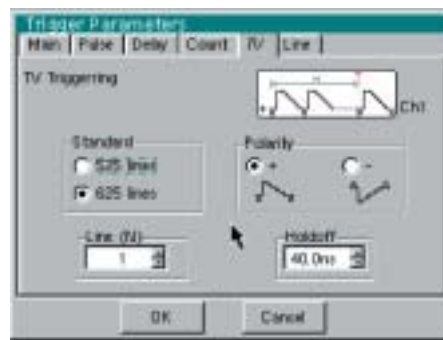 Trigger Parameters
Main Pulse Delay Count TV Line
TV Triggerring
Ch1
Standard
525 lines
625 lines
Polarity
+ -
Line (N)
1
Holdoff
40.0ns
OK Cancel